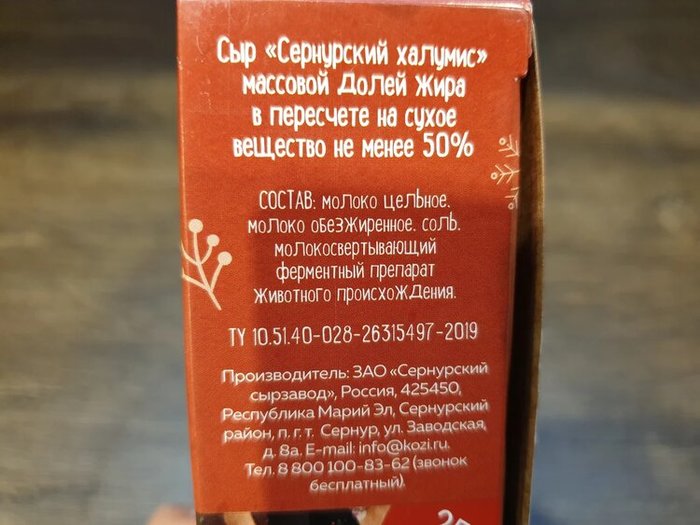 Сыр «Сернурский халумис»
массовой Долей жира
в пересчете на сухое
вещество не менее 50%
СОСТАВ: молоко цельное.
молоко обезжиренное. соль.
молокосвертывающий
ферментный препарат
животного происхождения.
ТУ 10.51.40-028-26315497-2019
Производитель: ЗАО «Сернурский
сырзавод», Россия, 425450,
Республика Марий Эл, Сернурский
район, п. г. т. Сернур, ул. Заводская,
д. 8а. E-mail: info@kozi.ru.
Тел. 8 800 100-83-62 (звонок
бесплатный).